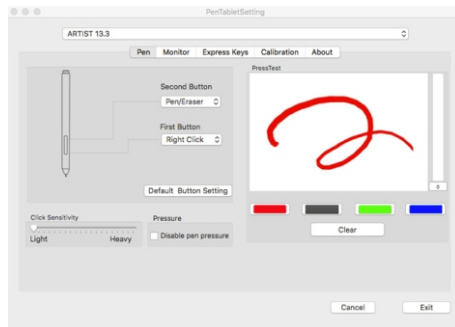 PenTabletSetting
ARTIST 13.3
Pen Monitor Express Keys Calibration About
Second Button
Pen/Eraser
First Button
Right Click
Default Button Setting
Click Sensitivity
Light Heavy
Pressure
Disable pen pressure
PressTest
0
Clear
Cancel Exit